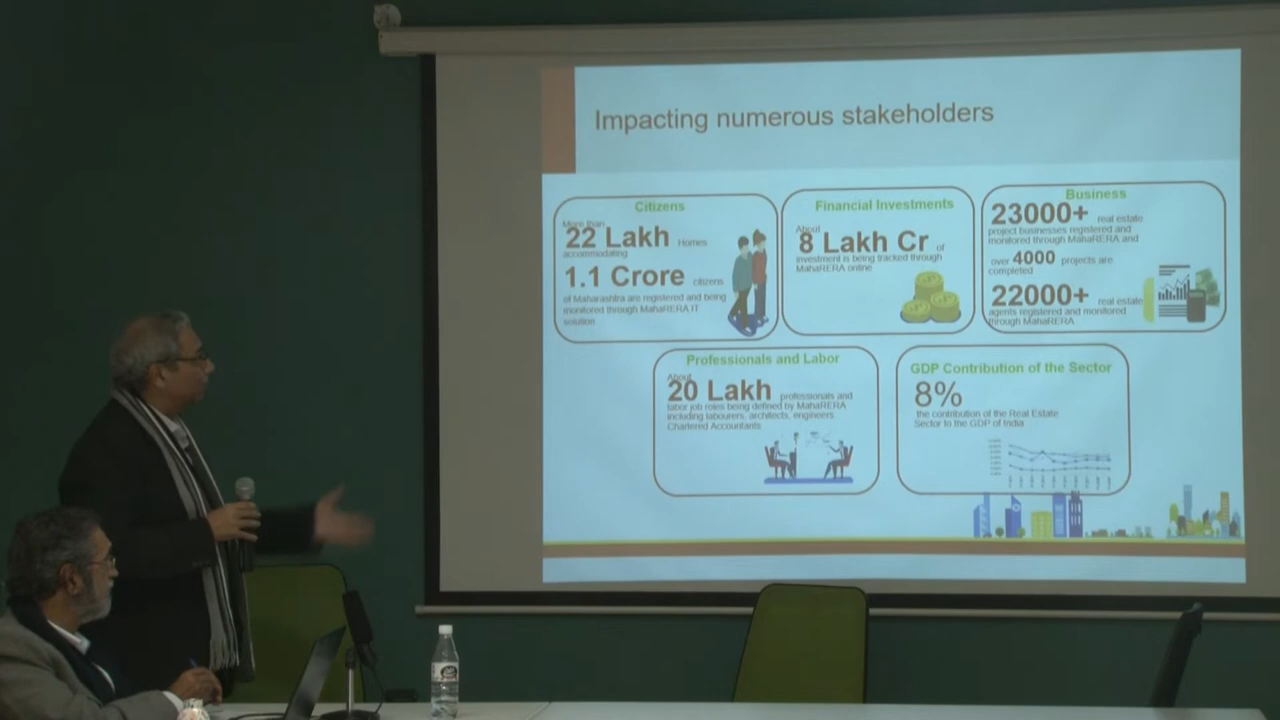 Impacting numerous stakeholders
Citizens
More than
22 Lakh Homes
accommodating
1.1 Crore citizens
of Maharashtra are registered and being
monitored through MahaRERA IT
solution
Financial Investments
About
8 Lakh Cr of
investment is being tracked through
MahaRERA online
Business
23000+ real estate
project businesses registered and
monitored through MahaRERA and
over 4000 projects are
completed
22000+ real estate
agents registered and monitored
through MahaRERA
Professionals and Labor
About
20 Lakh professionals and
labor job roles being defined by MahaRERA
including labourers, architects, engineers
Chartered Accountants
GDP Contribution of the Sector
8%
the contribution of the Real Estate
Sector to the GDP of India